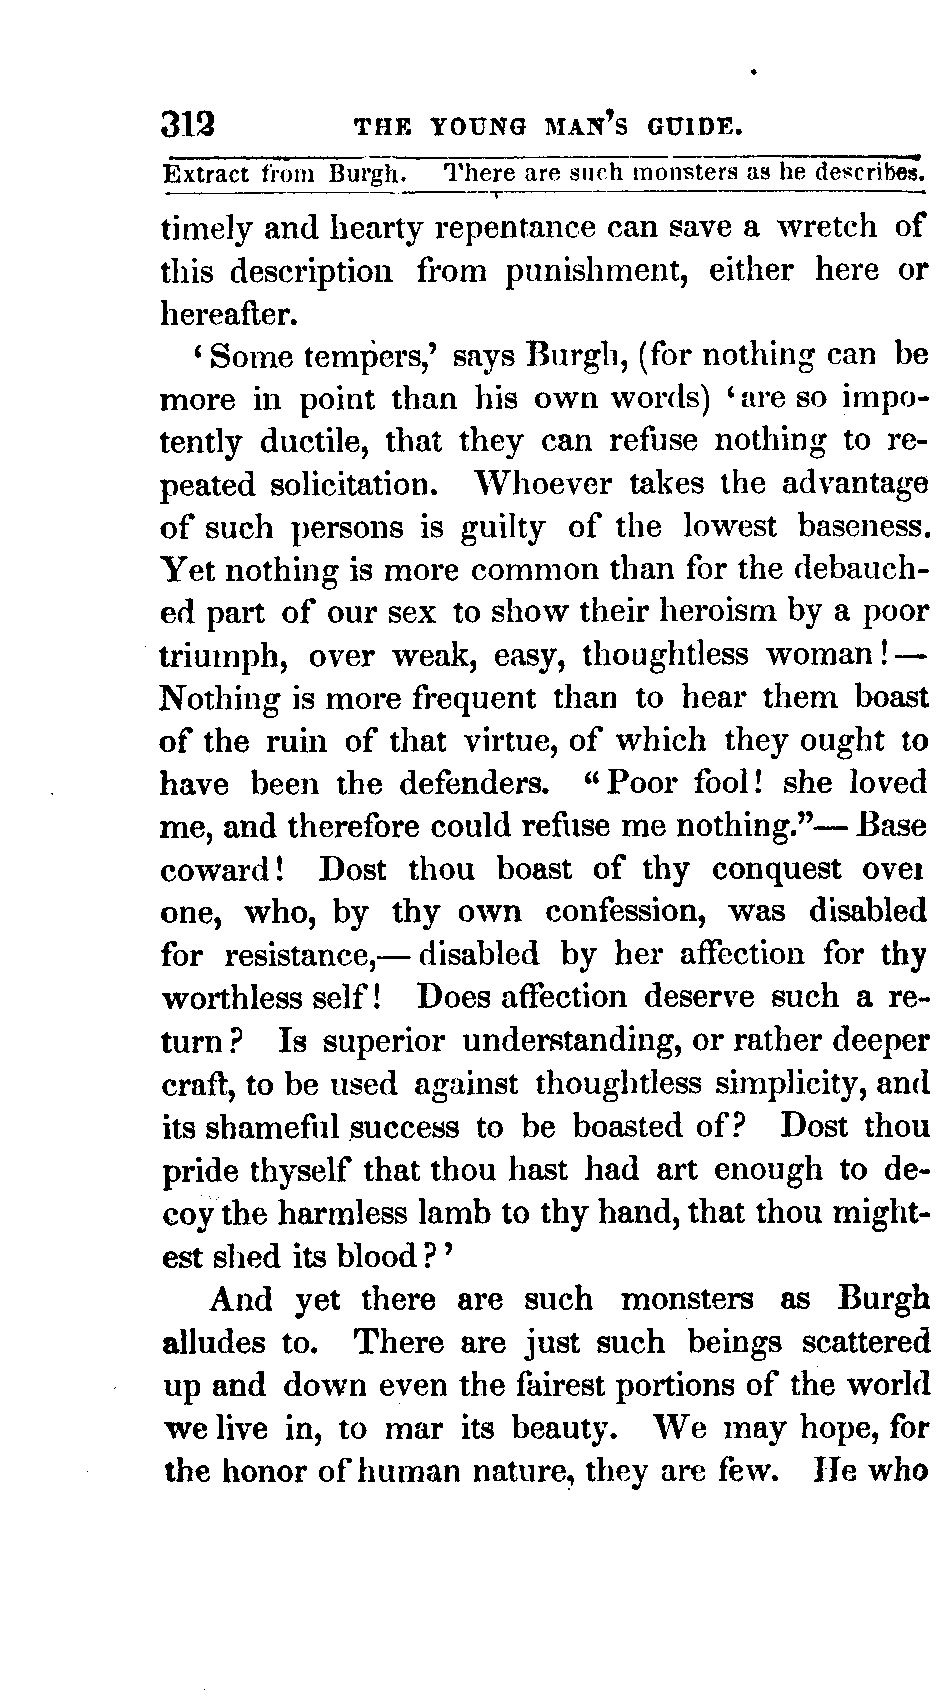 312 THE YOUNG MAN'S GUIDE.
Extract from Burgh. There are such monsters as he describes.
timely and hearty repentance can save a wretch of
this description from punishment, either here or
hereafter.
‘Some tempers,’ says Burgh, (for nothing can be
more in point than his own words) ‘are so impo-
tently ductile, that they can refuse nothing to re-
peated solicitation. Whoever takes the advantage
of such persons is guilty of the lowest baseness.
Yet nothing is more common than for the debauch-
ed part of our sex to show their heroism by a poor
triumph, over weak, easy, thoughtless woman!—
Nothing is more frequent than to hear them boast
of the ruin of that virtue, of which they ought to
have been the defenders. “Poor fool! she loved
me, and therefore could refuse me nothing.”—Base
coward! Dost thou boast of thy conquest over
one, who, by thy own confession, was disabled
for resistance,—disabled by her affection for thy
worthless self! Does affection deserve such a re-
turn? Is superior understanding, or rather deeper
craft, to be used against thoughtless simplicity, and
its shameful success to be boasted of? Dost thou
pride thyself that thou hast had art enough to de-
coy the harmless lamb to thy hand, that thou might-
est shed its blood?’
And yet there are such monsters as Burgh
alludes to. There are just such beings scattered
up and down even the fairest portions of the world
we live in, to mar its beauty. We may hope, for
the honor of human nature, they are few. He who